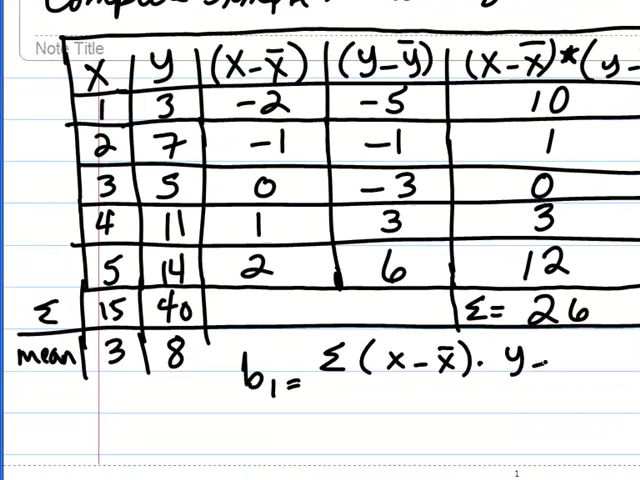 Note Title
x y (x-x̄) (y-ȳ) (x-x̄)*(y-
1 3 -2 -5 10
2 7 -1 -1 1
3 5 0 -3 0
4 11 1 3 3
5 14 2 6 12
Σ 15 40 Σ= 26
mean 3 8
b₁ = Σ(x-x̄)· y-
1